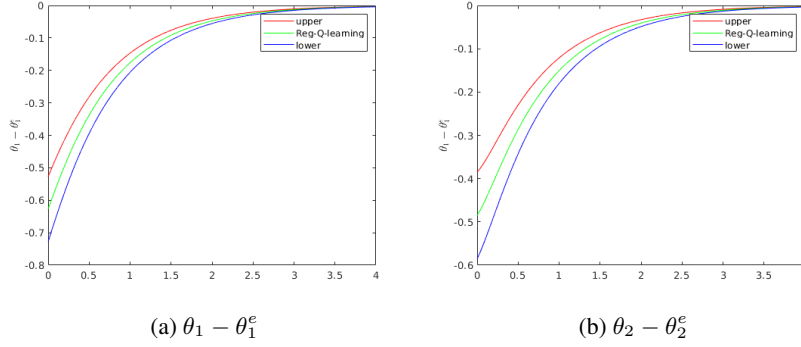 0
-0.1
-0.2
-0.3
-0.4
-0.5
-0.6
-0.7
-0.8
0 0.5 1 1.5 2 2.5 3 3.5 4
θ₁ − θ₁ᵉ
upper
Reg-Q-learning
lower
(a) θ₁ − θ₁ᵉ
0
-0.1
-0.2
-0.3
-0.4
-0.5
-0.6
0 0.5 1 1.5 2 2.5 3 3.5
θ₁ − θ₁ᵉ
upper
Reg-Q-learning
lower
(b) θ₂ − θ₂ᵉ